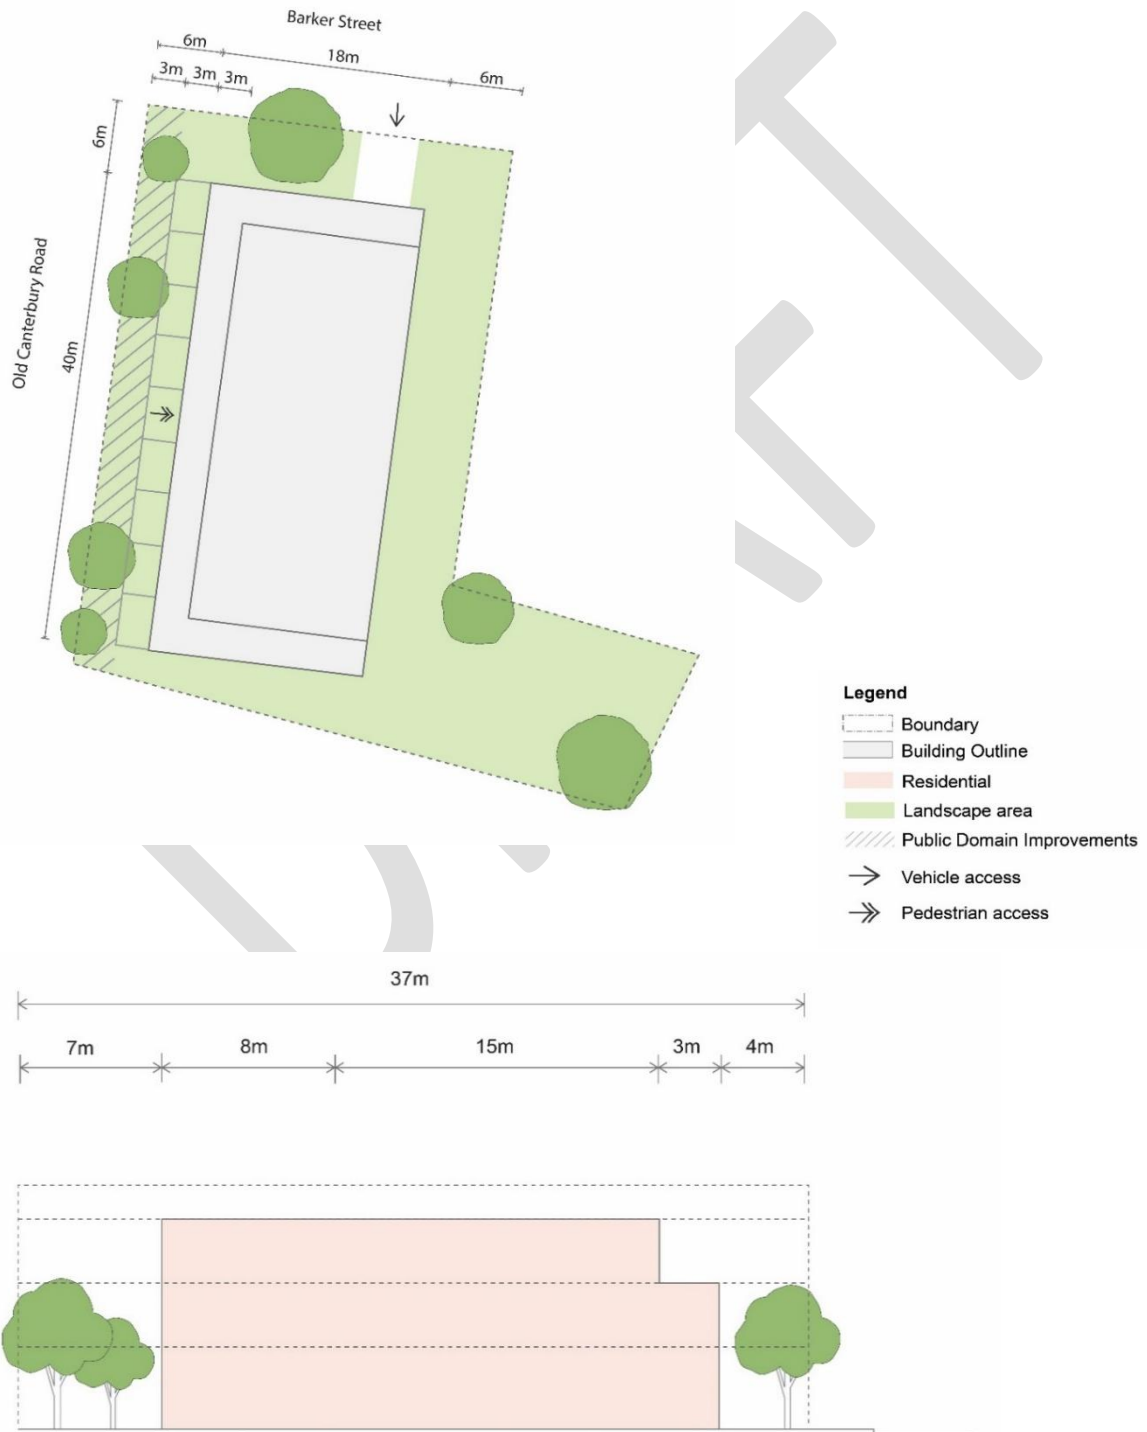 Barker Street
6m
18m
6m
3m
3m
3m
6m
Old Canterbury Road
40m
Legend
Boundary
Building Outline
Residential
Landscape area
Public Domain Improvements
Vehicle access
Pedestrian access
37m
7m
8m
15m
3m
4m